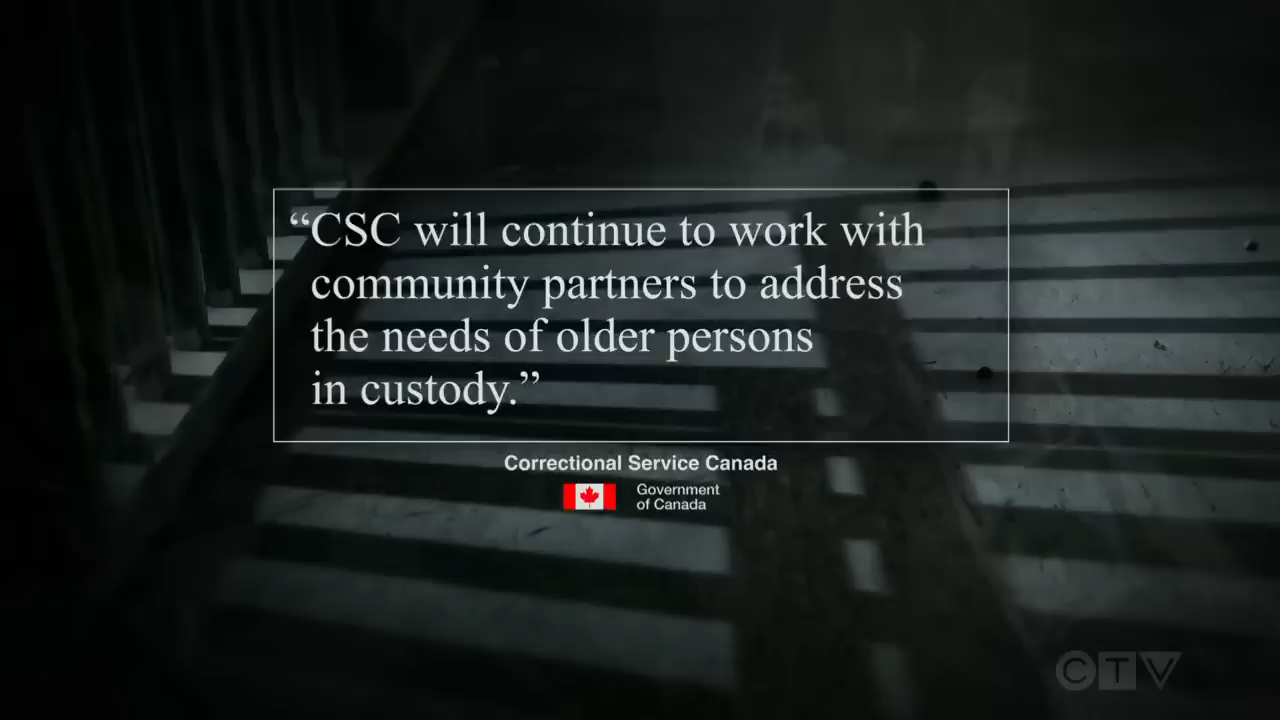 “CSC will continue to work with
community partners to address
the needs of older persons
in custody.”
Correctional Service Canada
Government
of Canada
CTV